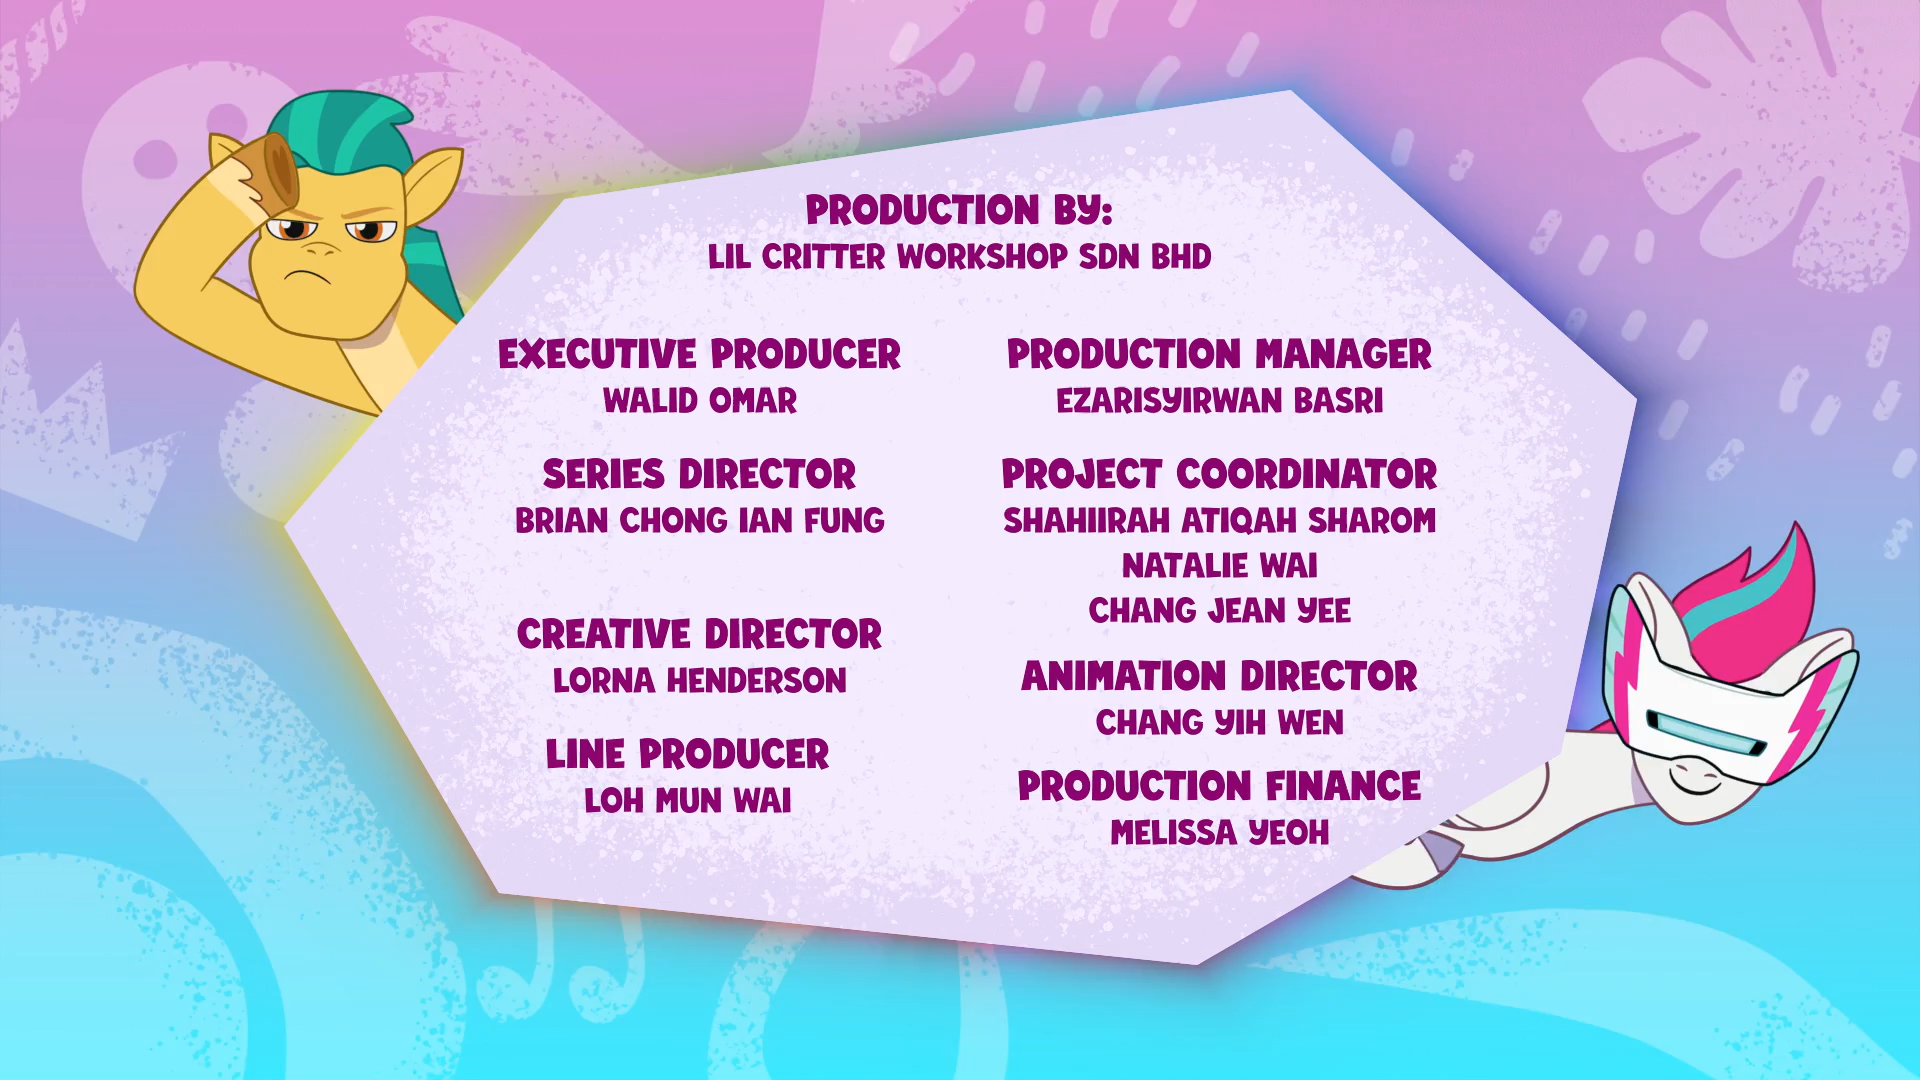 PRODUCTION BY:
LIL CRITTER WORKSHOP SDN BHD
EXECUTIVE PRODUCER
WALID OMAR
SERIES DIRECTOR
BRIAN CHONG IAN FUNG
CREATIVE DIRECTOR
LORNA HENDERSON
LINE PRODUCER
LOH MUN WAI
PRODUCTION MANAGER
EZARISYIRWAN BASRI
PROJECT COORDINATOR
SHAHIIRAH ATIQAH SHAROM
NATALIE WAI
CHANG JEAN YEE
ANIMATION DIRECTOR
CHANG YIH WEN
PRODUCTION FINANCE
MELISSA YEOH